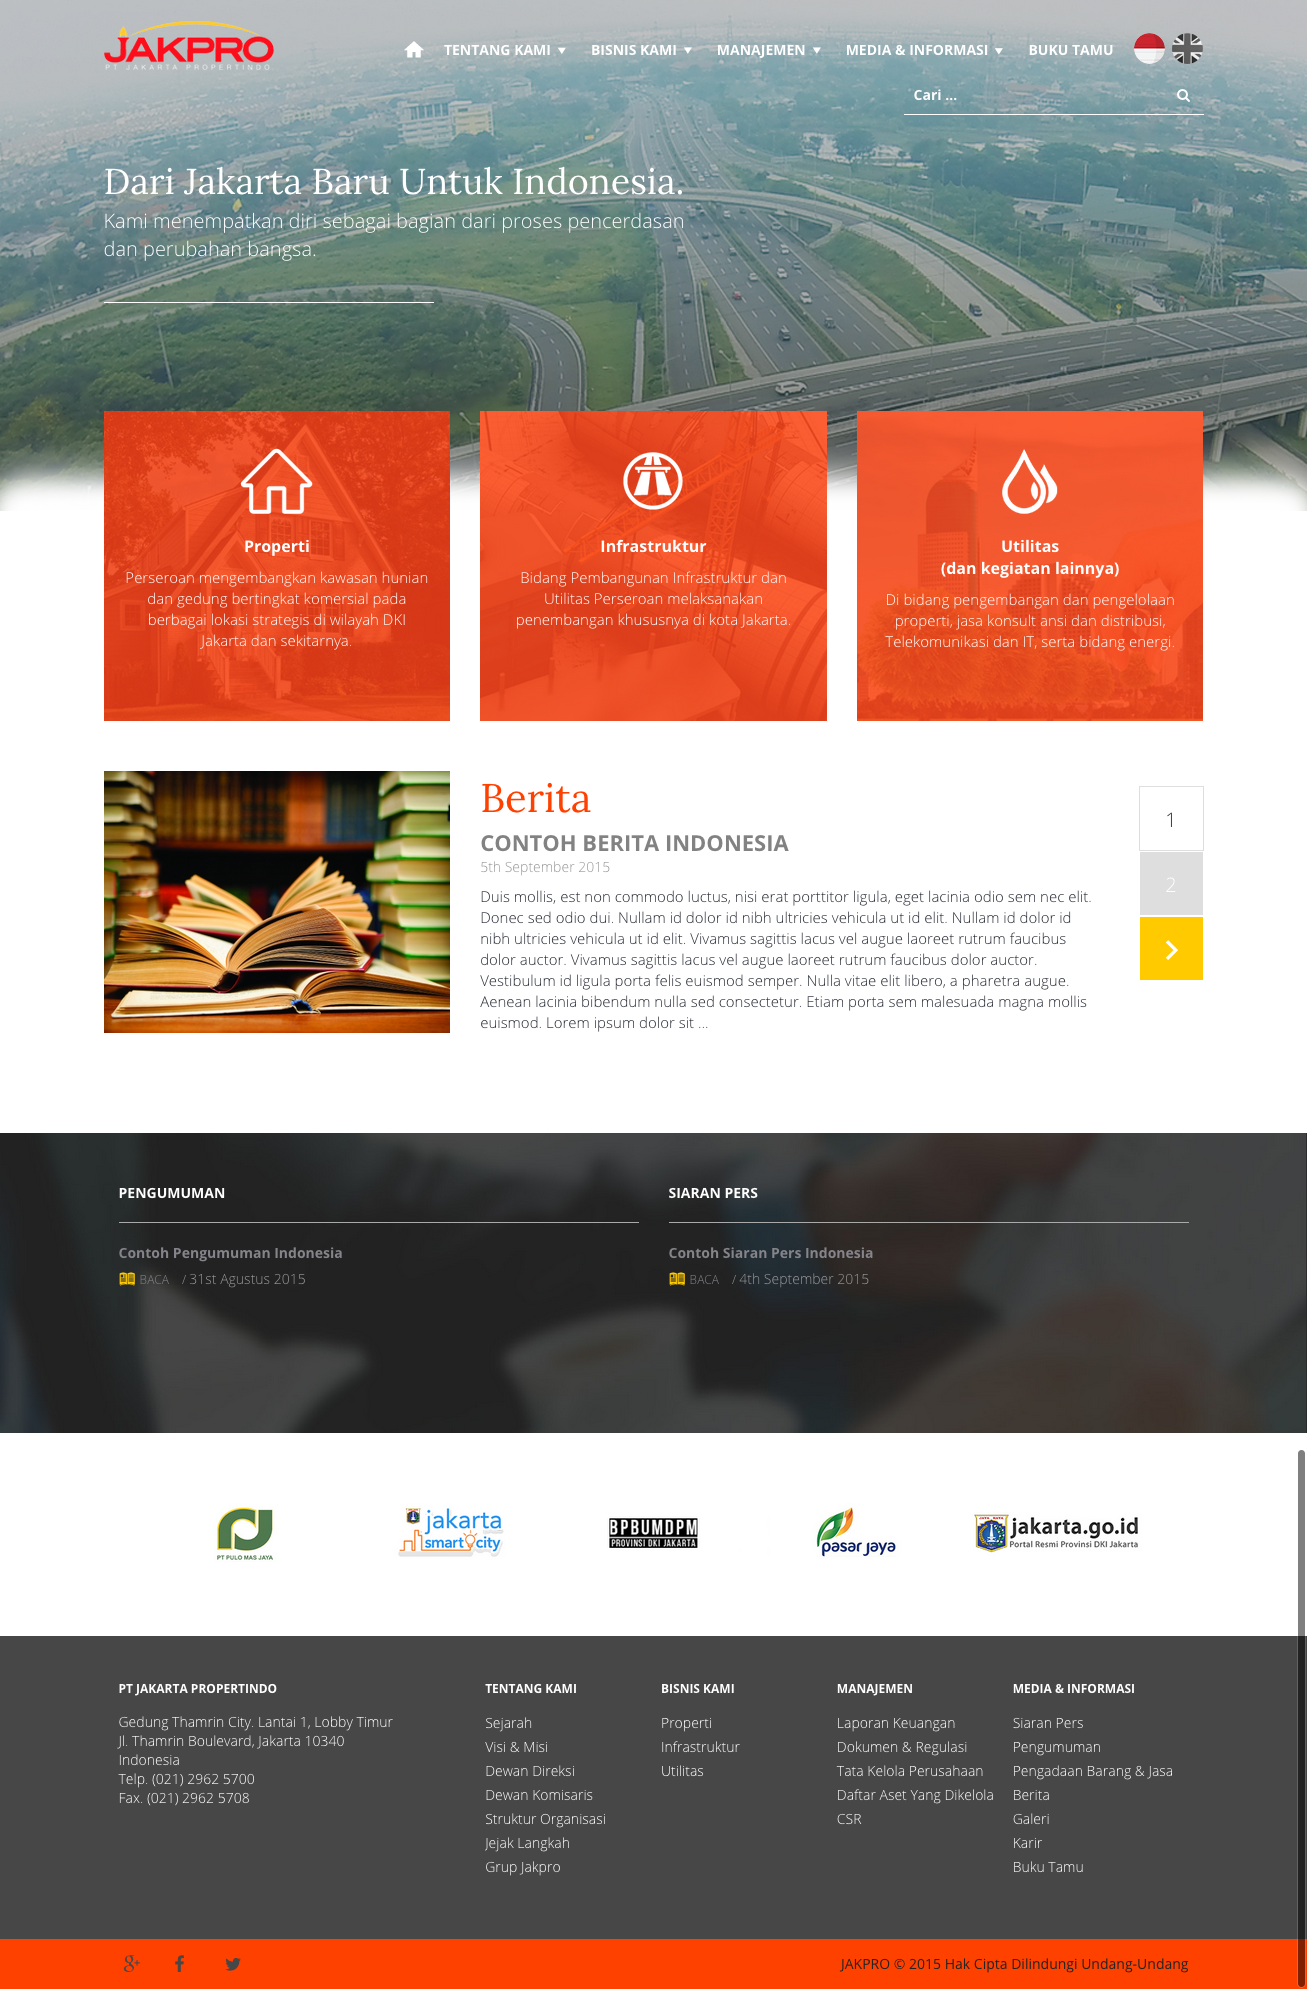 JAKPRO
PT JAKARTA PROPERTINDO
TENTANG KAMI
BISNIS KAMI
MANAJEMEN
MEDIA & INFORMASI
BUKU TAMU
Cari ...
Dari Jakarta Baru Untuk Indonesia.
Kami menempatkan diri sebagai bagian dari proses pencerdasan
dan perubahan bangsa.
Properti
Perseroan mengembangkan kawasan hunian
dan gedung bertingkat komersial pada
berbagai lokasi strategis di wilayah DKI
Jakarta dan sekitarnya.
Infrastruktur
Bidang Pembangunan Infrastruktur dan
Utilitas Perseroan melaksanakan
penembangan khususnya di kota Jakarta.
Utilitas
(dan kegiatan lainnya)
Di bidang pengembangan dan pengelolaan
properti, jasa konsult ansi dan distribusi,
Telekomunikasi dan IT, serta bidang energi.
Berita
CONTOH BERITA INDONESIA
5th September 2015
Duis mollis, est non commodo luctus, nisi erat porttitor ligula, eget lacinia odio sem nec elit.
Donec sed odio dui. Nullam id dolor id nibh ultricies vehicula ut id elit. Nullam id dolor id
nibh ultricies vehicula ut id elit. Vivamus sagittis lacus vel augue laoreet rutrum faucibus
dolor auctor. Vivamus sagittis lacus vel augue laoreet rutrum faucibus dolor auctor.
Vestibulum id ligula porta felis euismod semper. Nulla vitae elit libero, a pharetra augue.
Aenean lacinia bibendum nulla sed consectetur. Etiam porta sem malesuada magna mollis
euismod. Lorem ipsum dolor sit ...
1
2
PENGUMUMAN
Contoh Pengumuman Indonesia
BACA / 31st Agustus 2015
SIARAN PERS
Contoh Siaran Pers Indonesia
BACA / 4th September 2015
PT PULO MAS JAYA
jakarta
smart city
BPBUMDPM
PROVINSI DKI JAKARTA
pasar jaya
JAYA RAYA
jakarta.go.id
Portal Resmi Provinsi DKI Jakarta
PT JAKARTA PROPERTINDO
Gedung Thamrin City. Lantai 1, Lobby Timur
Jl. Thamrin Boulevard, Jakarta 10340
Indonesia
Telp. (021) 2962 5700
Fax. (021) 2962 5708
TENTANG KAMI
Sejarah
Visi & Misi
Dewan Direksi
Dewan Komisaris
Struktur Organisasi
Jejak Langkah
Grup Jakpro
BISNIS KAMI
Properti
Infrastruktur
Utilitas
MANAJEMEN
Laporan Keuangan
Dokumen & Regulasi
Tata Kelola Perusahaan
Daftar Aset Yang Dikelola
CSR
MEDIA & INFORMASI
Siaran Pers
Pengumuman
Pengadaan Barang & Jasa
Berita
Galeri
Karir
Buku Tamu
JAKPRO © 2015 Hak Cipta Dilindungi Undang-Undang